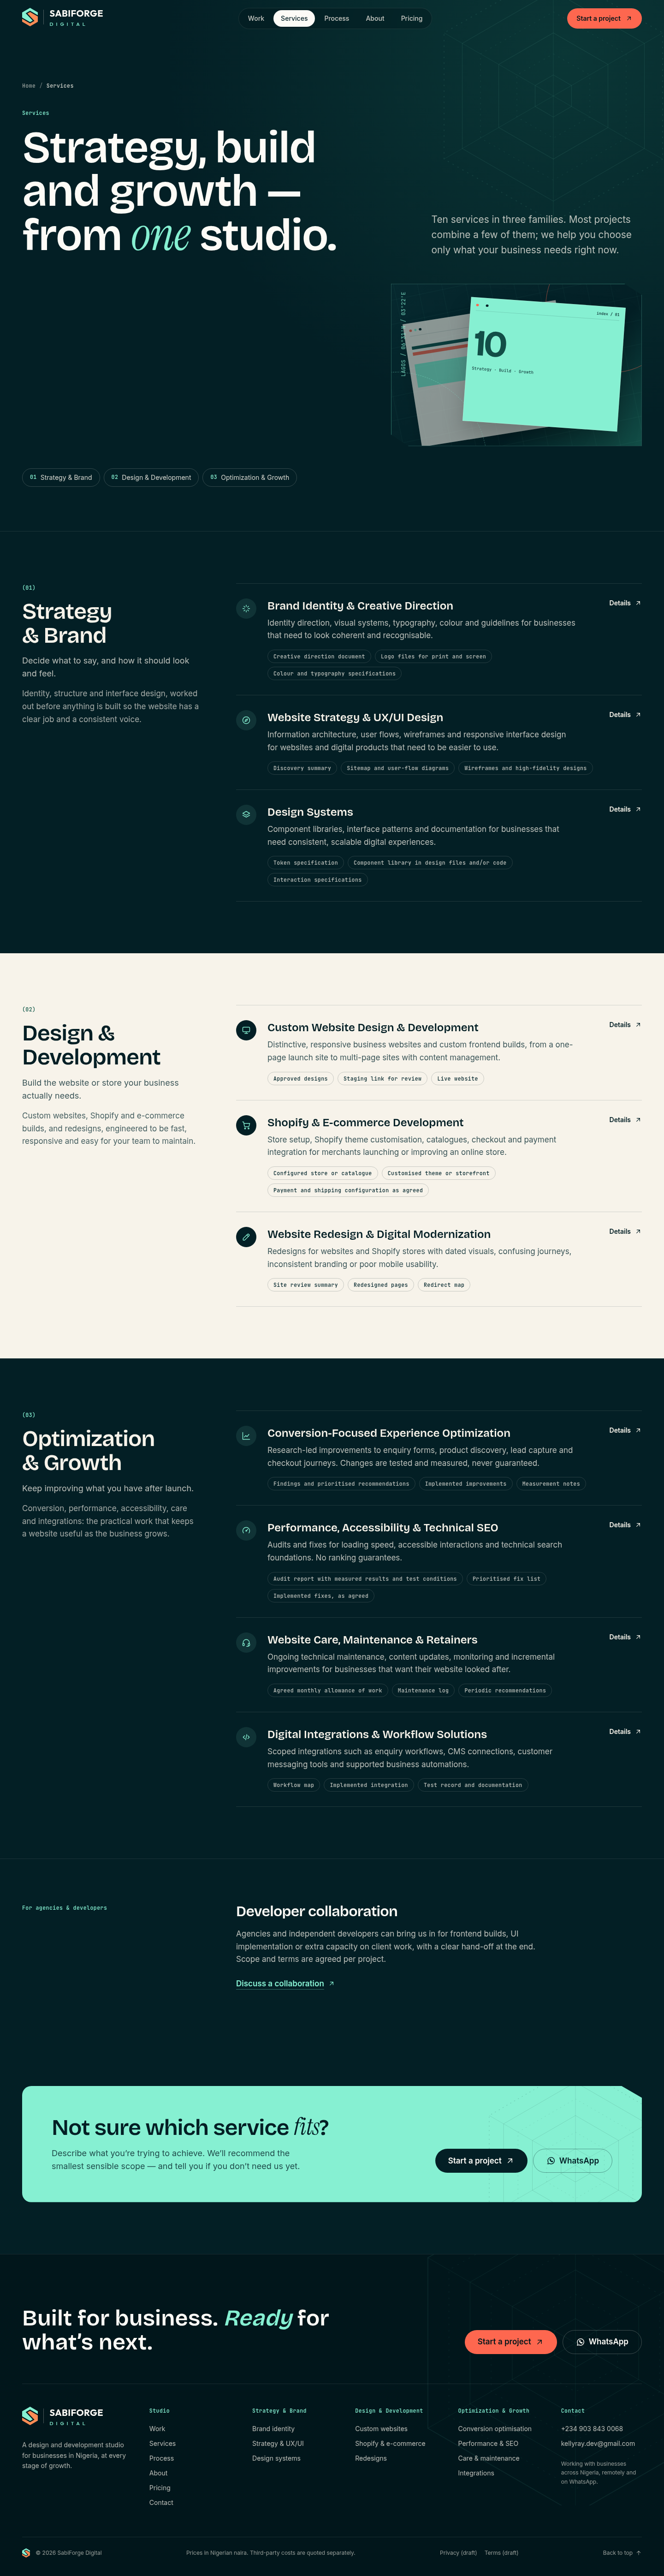 SABIFORGE
DIGITAL
Work
Services
Process
About
Pricing
Start a project
Home / Services
Services
Strategy, build
and growth —
from one studio.
Ten services in three families. Most projects
combine a few of them; we help you choose
only what your business needs right now.
Index / 01
10
Strategy · Build · Growth
01 Strategy & Brand
02 Design & Development
03 Optimization & Growth
(01)
Strategy
& Brand
Decide what to say, and how it should look
and feel.
Identity, structure and interface design, worked
out before anything is built so the website has a
clear job and a consistent voice.
Brand Identity & Creative Direction
Details
Identity direction, visual systems, typography, colour and guidelines for businesses
that need to look coherent and recognisable.
Creative direction document
Logo files for print and screen
Colour and typography specifications
Website Strategy & UX/UI Design
Details
Information architecture, user flows, wireframes and responsive interface design
for websites and digital products that need to be easier to use.
Discovery summary
Sitemap and user-flow diagrams
Wireframes and high-fidelity designs
Design Systems
Details
Component libraries, interface patterns and documentation for businesses that
need consistent, scalable digital experiences.
Token specification
Component library in design files and/or code
Interaction specifications
(02)
Design &
Development
Build the website or store your business
actually needs.
Custom websites, Shopify and e-commerce
builds, and redesigns, engineered to be fast,
responsive and easy for your team to maintain.
Custom Website Design & Development
Details
Distinctive, responsive business websites and custom frontend builds, from a one-
page launch site to multi-page sites with content management.
Approved designs
Staging link for review
Live website
Shopify & E-commerce Development
Details
Store setup, Shopify theme customisation, catalogues, checkout and payment
integration for merchants launching or improving an online store.
Configured store or catalogue
Customised theme or storefront
Payment and shipping configuration as agreed
Website Redesign & Digital Modernization
Details
Redesigns for websites and Shopify stores with dated visuals, confusing journeys,
inconsistent branding or poor mobile usability.
Site review summary
Redesigned pages
Redirect map
(03)
Optimization
& Growth
Keep improving what you have after launch.
Conversion, performance, accessibility, care
and integrations: the practical work that keeps
a website useful as the business grows.
Conversion-Focused Experience Optimization
Details
Research-led improvements to enquiry forms, product discovery, lead capture and
checkout journeys. Changes are tested and measured, never guaranteed.
Findings and prioritised recommendations
Implemented improvements
Measurement notes
Performance, Accessibility & Technical SEO
Details
Audits and fixes for loading speed, accessible interactions and technical search
foundations. No ranking guarantees.
Audit report with measured results and test conditions
Prioritised fix list
Implemented fixes, as agreed
Website Care, Maintenance & Retainers
Details
Ongoing technical maintenance, content updates, monitoring and incremental
improvements for businesses that want their website looked after.
Agreed monthly allowance of work
Maintenance log
Periodic recommendations
Digital Integrations & Workflow Solutions
Details
Scoped integrations such as enquiry workflows, CMS connections, customer
messaging tools and supported business automations.
Workflow map
Implemented integration
Test record and documentation
For agencies & developers
Developer collaboration
Agencies and independent developers can bring us in for frontend builds, UI
implementation or extra capacity on client work, with a clear hand-off at the end.
Scope and terms are agreed per project.
Discuss a collaboration
Not sure which service fits?
Describe what you're trying to achieve. We'll recommend the
smallest sensible scope — and tell you if you don't need us yet.
Start a project
WhatsApp
Built for business. Ready for
what's next.
Start a project
WhatsApp
SABIFORGE
DIGITAL
A design and development studio
for businesses in Nigeria, at every
stage of growth.
Studio
Work
Services
Process
About
Pricing
Contact
Strategy & Brand
Brand identity
Strategy & UX/UI
Design systems
Design & Development
Custom websites
Shopify & e-commerce
Redesigns
Optimization & Growth
Conversion optimisation
Performance & SEO
Care & maintenance
Integrations
Contact
+234 903 843 0068
kellyray.dev@gmail.com
Working with businesses
across Nigeria, remotely and
on WhatsApp.
© 2026 SabiForge Digital
Prices in Nigerian naira. Third-party costs are quoted separately.
Privacy (draft)
Terms (draft)
Back to top